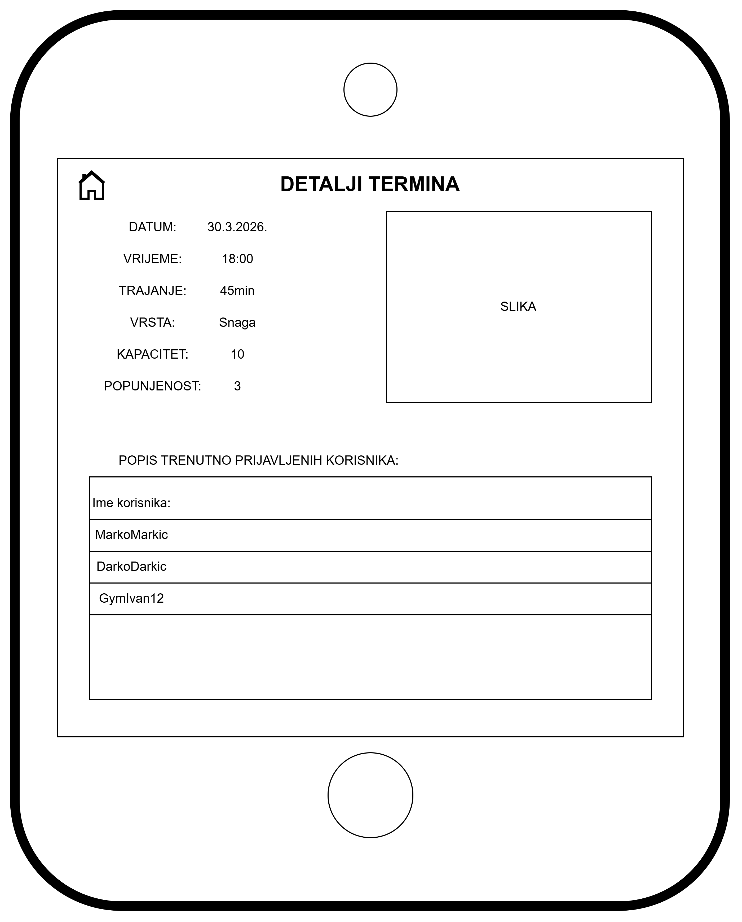 DETALJI TERMINA
DATUM: 30.3.2026.
VRIJEME: 18:00
TRAJANJE: 45min
VRSTA: Snaga
KAPACITET: 10
POPUNJENOST: 3
SLIKA
POPIS TRENUTNO PRIJAVLJENIH KORISNIKA:
Ime korisnika:
MarkoMarkic
DarkoDarkic
GymIvan12